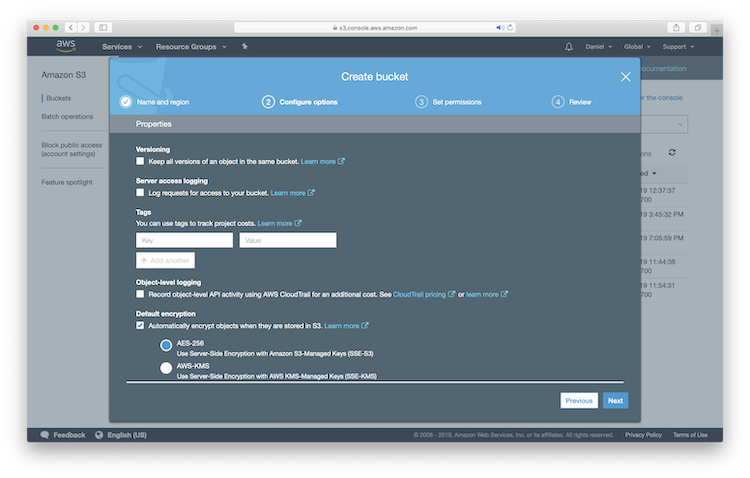 s3.console.aws.amazon.com
aws
Services
Resource Groups
Daniel
Global
Support
Amazon S3
Buckets
Batch operations
Block public access
(account settings)
Feature spotlight
Documentation
the console
Create bucket
Name and region
2 Configure options
3 Set permissions
4 Review
Properties
Versioning
Keep all versions of an object in the same bucket. Learn more
Server access logging
Log requests for access to your bucket. Learn more
Tags
You can use tags to track project costs. Learn more
Key
Value
+ Add another
Object-level logging
Record object-level API activity using AWS CloudTrail for an additional cost. See CloudTrail pricing or learn more
Default encryption
Automatically encrypt objects when they are stored in S3. Learn more
AES-256
Use Server-Side Encryption with Amazon S3-Managed Keys (SSE-S3)
AWS-KMS
Use Server-Side Encryption with AWS KMS-Managed Keys (SSE-KMS)
Previous
Next
19 12:37:37
700
19 3:45:32 PM
19 7:05:59 PM
19 11:44:38
700
19 11:54:31
700
Feedback
English (US)
© 2008 - 2019, Amazon Web Services, Inc. or its affiliates. All rights reserved.
Privacy Policy
Terms of Use